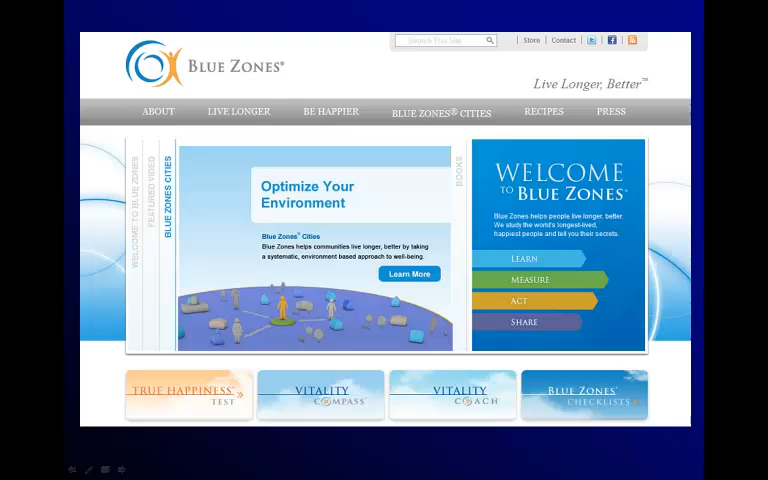 Search This Site
Store
Contact
BLUE ZONES®
Live Longer, Better™
ABOUT
LIVE LONGER
BE HAPPIER
BLUE ZONES® CITIES
RECIPES
PRESS
WELCOME TO BLUE ZONES
FEATURED VIDEO
BLUE ZONES CITIES
Optimize Your
Environment
Blue Zones® Cities
Blue Zones helps communities live longer, better by taking
a systematic, environment based approach to well-being.
Learn More
BOOKS
WELCOME
TO BLUE ZONES®
Blue Zones helps people live longer, better.
We study the world's longest-lived,
happiest people and tell you their secrets.
LEARN
MEASURE
ACT
SHARE
TRUE HAPPINESS™
TEST
VITALITY
COMPASS™
VITALITY
COACH™
BLUE ZONES®
CHECKLISTS